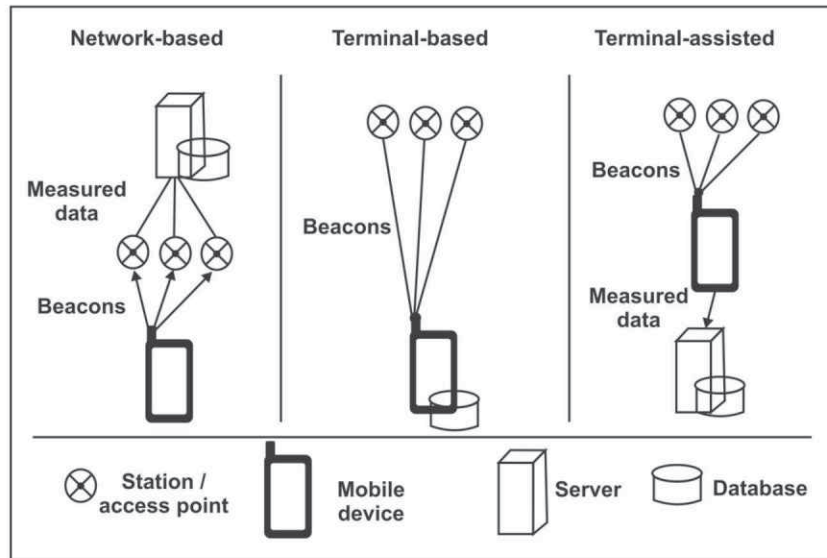 Network-based
Terminal-based
Terminal-assisted
Measured
data
Beacons
Beacons
Beacons
Measured
data
Station /
access point
Mobile
device
Server
Database